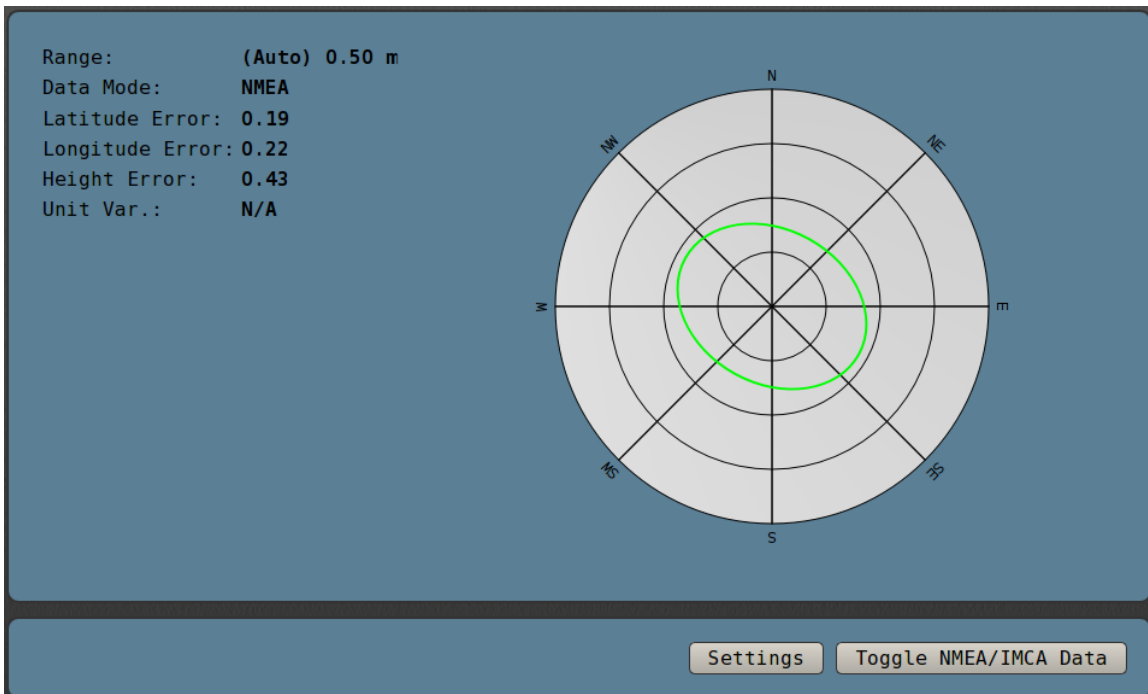 Range: (Auto) 0.50 m
Data Mode: NMEA
Latitude Error: 0.19
Longitude Error: 0.22
Height Error: 0.43
Unit Var.: N/A
N
NW
NE
W
E
SW
SE
S
Settings
Toggle NMEA/IMCA Data